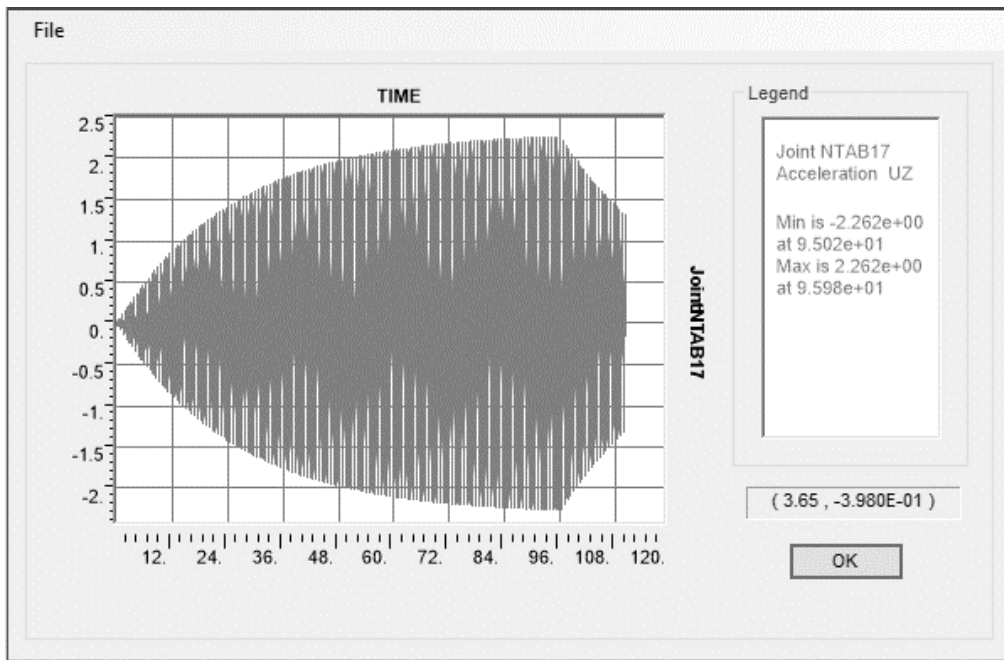 File
TIME
Legend
2.5
2.
1.5
1.
0.5
0.
-0.5
-1.
-1.5
-2.
12. 24. 36. 48. 60. 72. 84. 96. 108. 120.
JointNTAB17
Joint NTAB17
Acceleration UZ
Min is -2.262e+00
at 9.502e+01
Max is 2.262e+00
at 9.598e+01
( 3.65 , -3.980E-01 )
OK